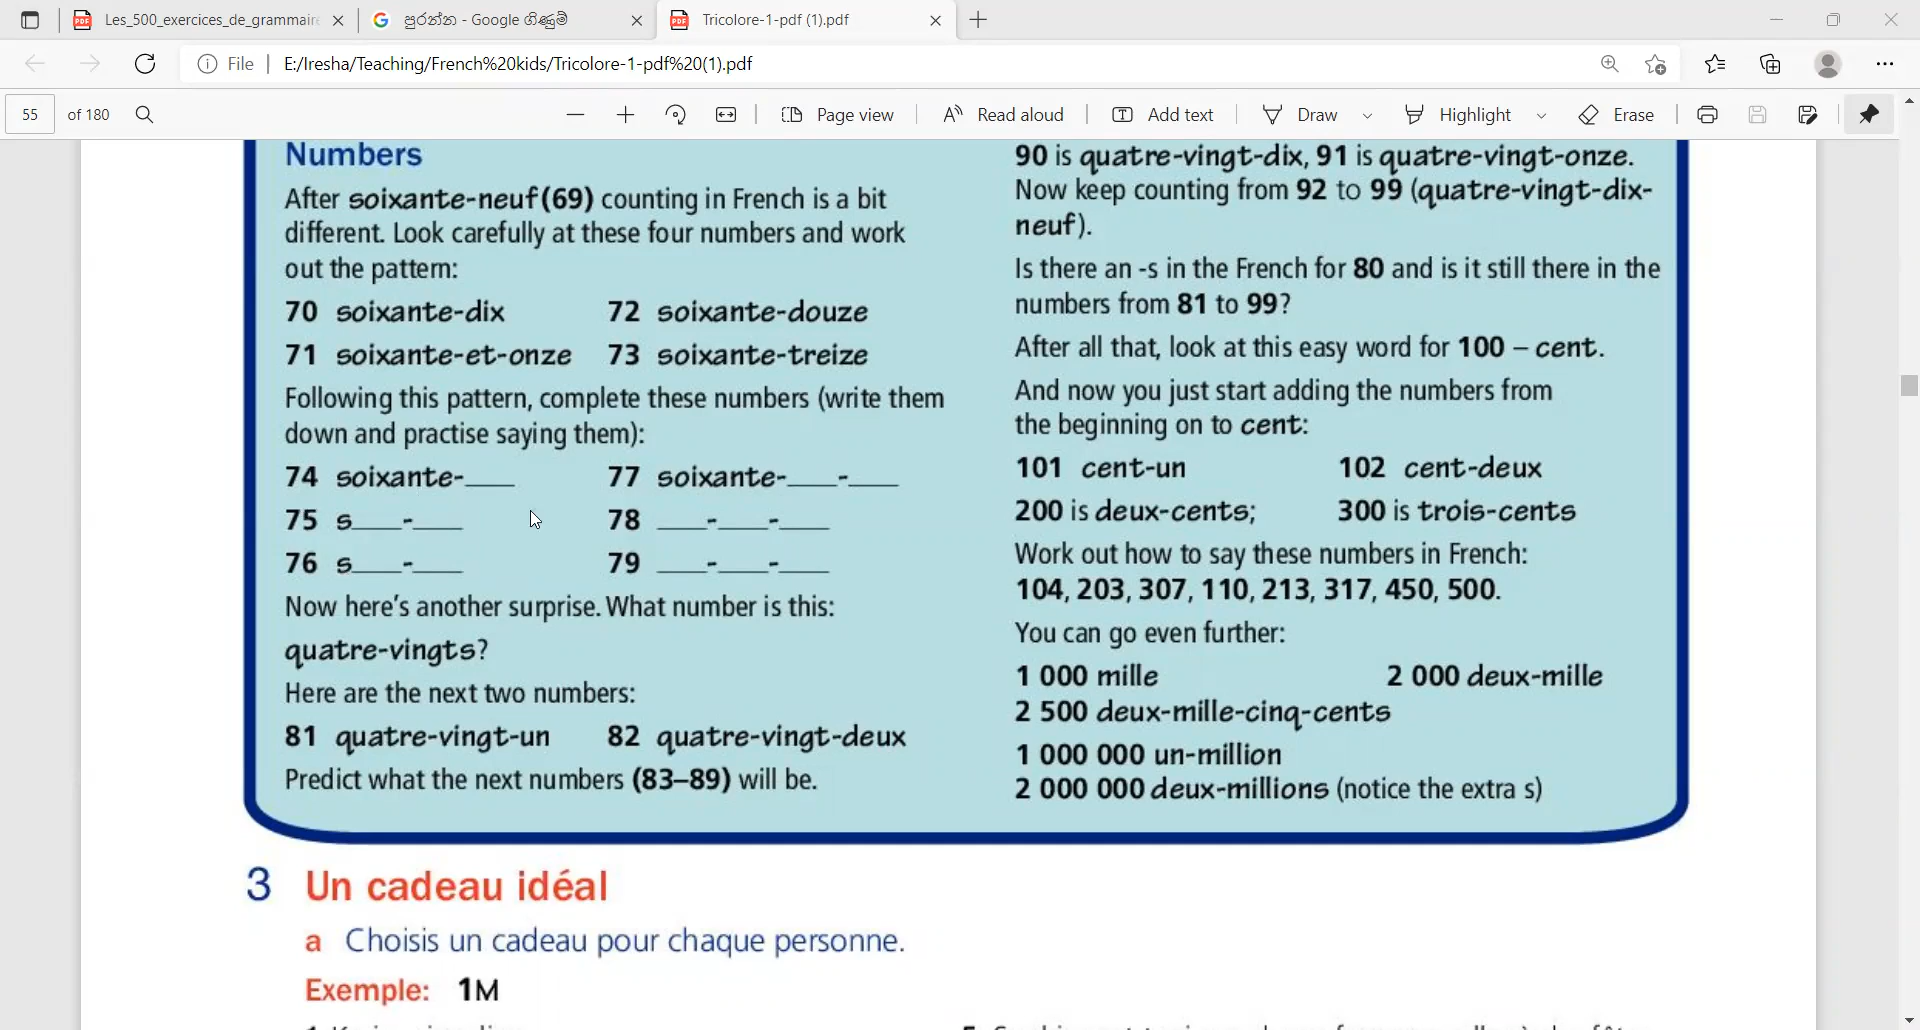 Les_500_exercices_de_grammair
පුරන්න - Google ගිණුම්
Tricolore-1-pdf (1).pdf
File
E:/Iresha/Teaching/French%20kids/Tricolore-1-pdf%20(1).pdf
55 of 180
Page view
Read aloud
Add text
Draw
Highlight
Erase
Numbers
After soixante-neuf (69) counting in French is a bit
different. Look carefully at these four numbers and work
out the pattern:
70 soixante-dix 72 soixante-douze
71 soixante-et-onze 73 soixante-treize
Following this pattern, complete these numbers (write them
down and practise saying them):
74 soixante-___ 77 soixante-___-___
75 s___-___ 78 ___-___-___
76 s___-___ 79 ___-___-___
Now here's another surprise. What number is this:
quatre-vingts?
Here are the next two numbers:
81 quatre-vingt-un 82 quatre-vingt-deux
Predict what the next numbers (83–89) will be.
90 is quatre-vingt-dix, 91 is quatre-vingt-onze.
Now keep counting from 92 to 99 (quatre-vingt-dix-
neuf).
Is there an -s in the French for 80 and is it still there in the
numbers from 81 to 99?
After all that, look at this easy word for 100 – cent.
And now you just start adding the numbers from
the beginning on to cent:
101 cent-un 102 cent-deux
200 is deux-cents; 300 is trois-cents
Work out how to say these numbers in French:
104, 203, 307, 110, 213, 317, 450, 500.
You can go even further:
1 000 mille 2 000 deux-mille
2 500 deux-mille-cinq-cents
1 000 000 un-million
2 000 000 deux-millions (notice the extra s)
3 Un cadeau idéal
a Choisis un cadeau pour chaque personne.
Exemple: 1M